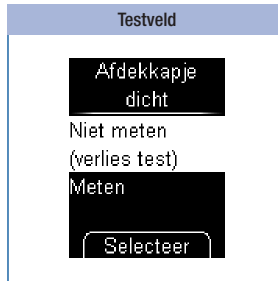 Testveld
Afdekkapje
dicht
Niet meten
(verlies test)
Meten
Selecteer